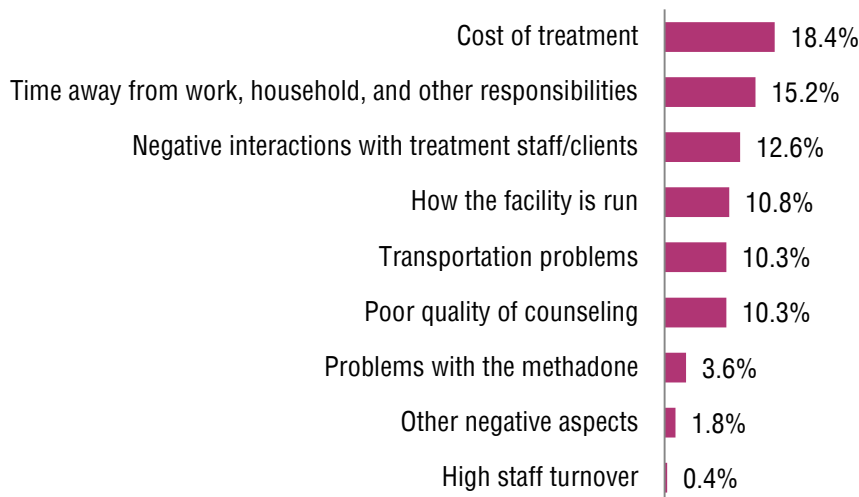 Cost of treatment 18.4%
Time away from work, household, and other responsibilities 15.2%
Negative interactions with treatment staff/clients 12.6%
How the facility is run 10.8%
Transportation problems 10.3%
Poor quality of counseling 10.3%
Problems with the methadone 3.6%
Other negative aspects 1.8%
High staff turnover 0.4%